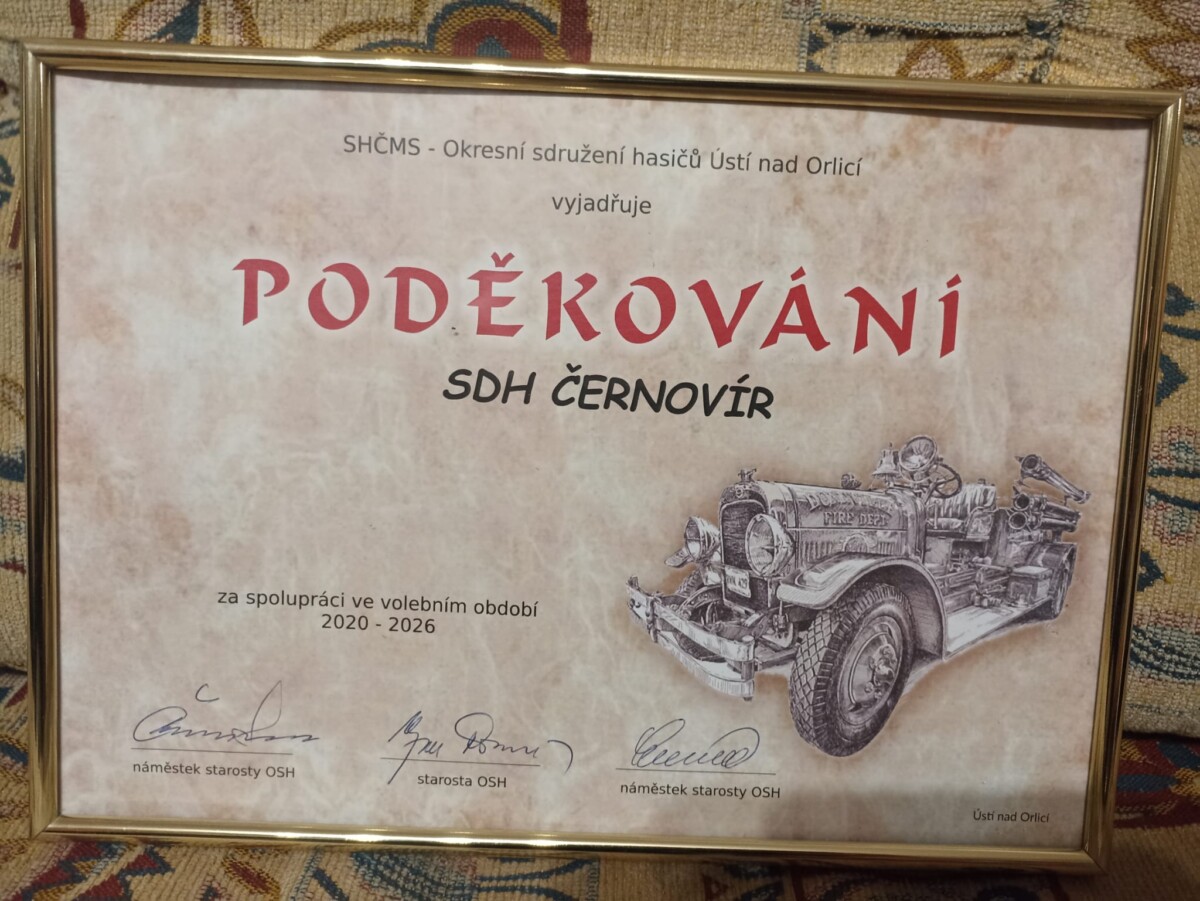 SHČMS - Okresní sdružení hasičů Ústí nad Orlicí
vyjadřuje
PODĚKOVÁNÍ
SDH ČERNOVÍR
FIRE DEPT
za spolupráci ve volebním období
2020 - 2026
náměstek starosty OSH
starosta OSH
náměstek starosty OSH
Ústí nad Orlicí